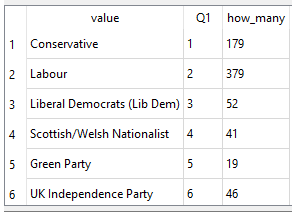 value Q1 how_many
1 Conservative 1 179
2 Labour 2 379
3 Liberal Democrats (Lib Dem) 3 52
4 Scottish/Welsh Nationalist 4 41
5 Green Party 5 19
6 UK Independence Party 6 46